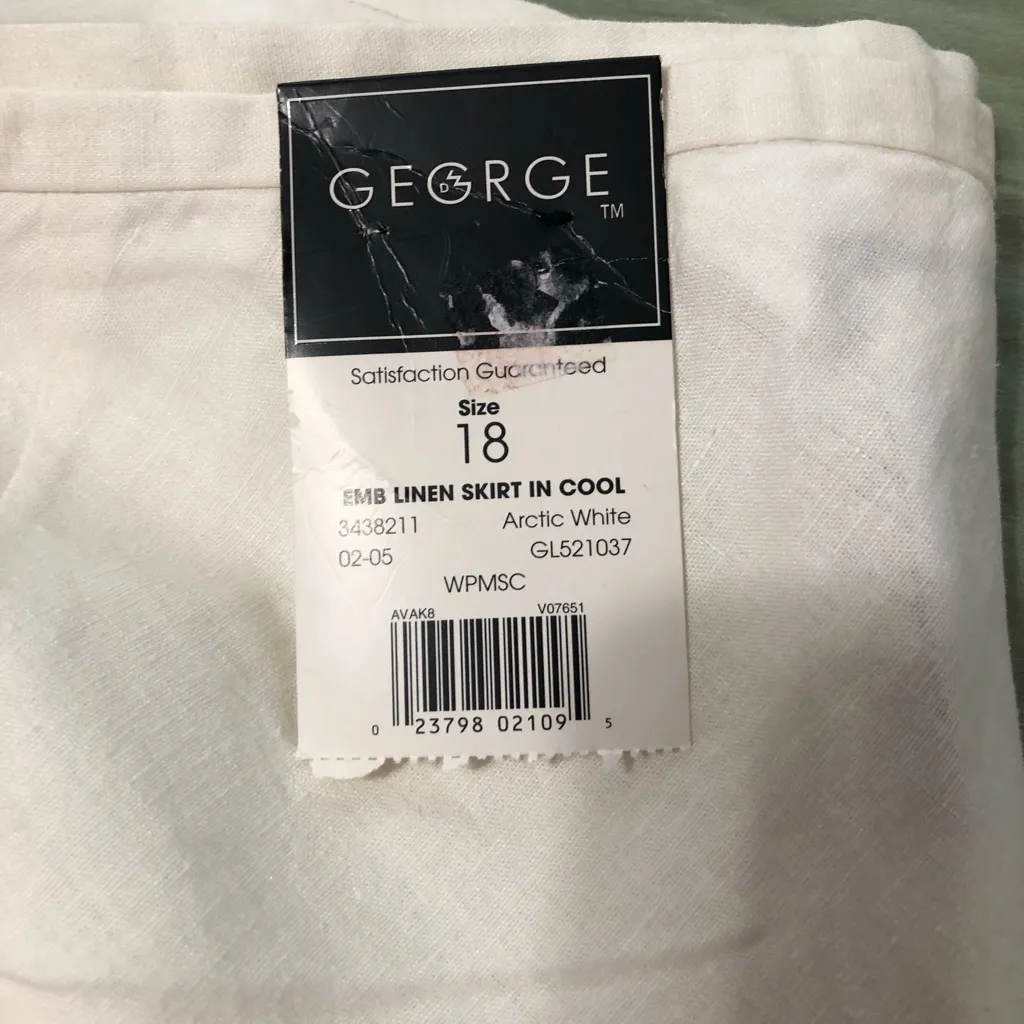 GEORGE
TM
Satisfaction Guaranteed
Size
18
EMB LINEN SKIRT IN COOL
3438211 Arctic White
02-05 GL521037
WPMSC
AVAK8 V07651
0 23798 02109 5